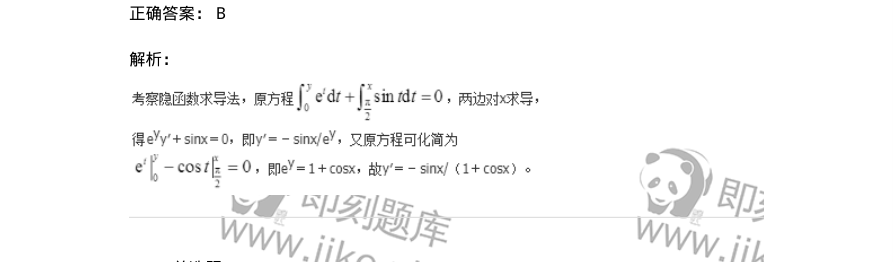 正确答案： B
解析：
考察隐函数求导法，原方程∫₀ʸ eᵗdt + ∫_{π/2}ˣ sin tdt = 0，两边对x求导，
得eʸy′+sinx=0，即y′=－sinx/eʸ，又原方程可化简为
eᵗ|₀ʸ － cos t|_{π/2}ˣ = 0，即eʸ=1+cosx，故y′=－sinx/（1+cosx）。
即刻题库
www.jik
即刻
www